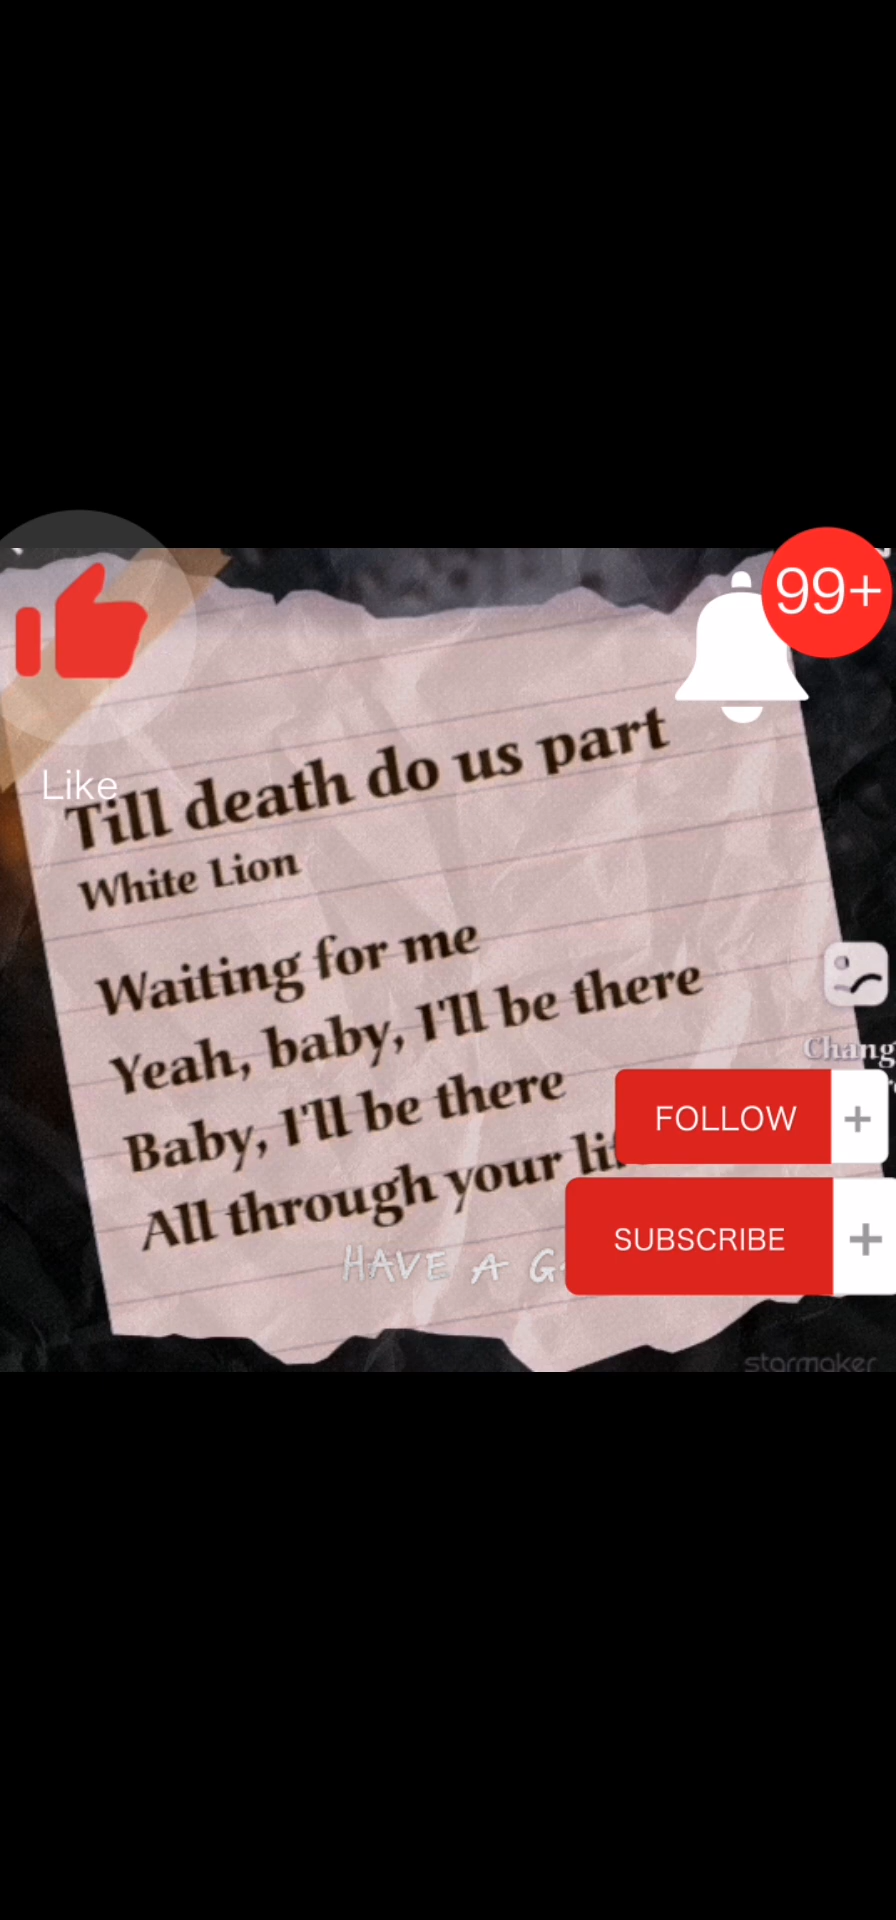 99+
Like
Till death do us part
White Lion
Waiting for me
Yeah, baby, I'll be there
Baby, I'll be there
All through your
HAVE A
FOLLOW +
SUBSCRIBE +
starmaker